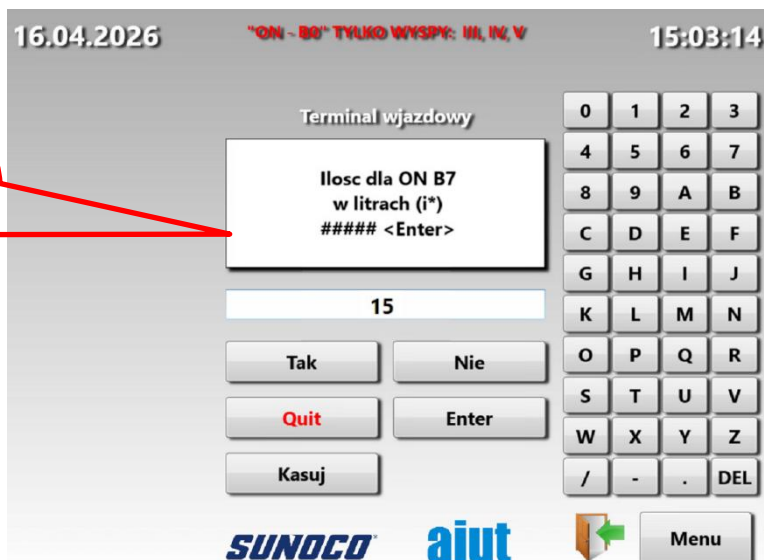 16.04.2026
"ON - B0" TYLKO WYSPY: III, IV, V
15:03:14
Terminal wjazdowy
Ilosc dla ON B7
w litrach (i*)
##### <Enter>
15
Tak
Nie
Quit
Enter
Kasuj
0 1 2 3
4 5 6 7
8 9 A B
C D E F
G H I J
K L M N
O P Q R
S T U V
W X Y Z
/ - . DEL
SUNOCO
aiut
Menu